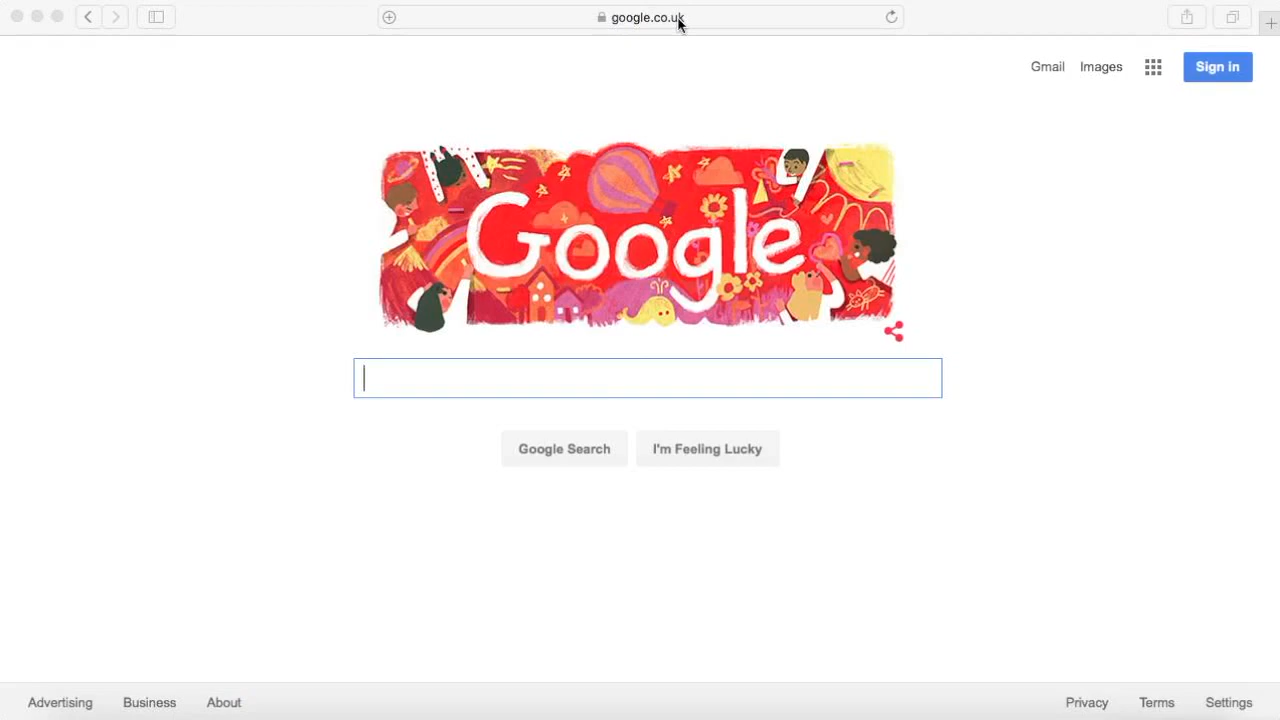 google.co.uk
Gmail Images Sign in
Google
Google Search I'm Feeling Lucky
Advertising Business About Privacy Terms Settings